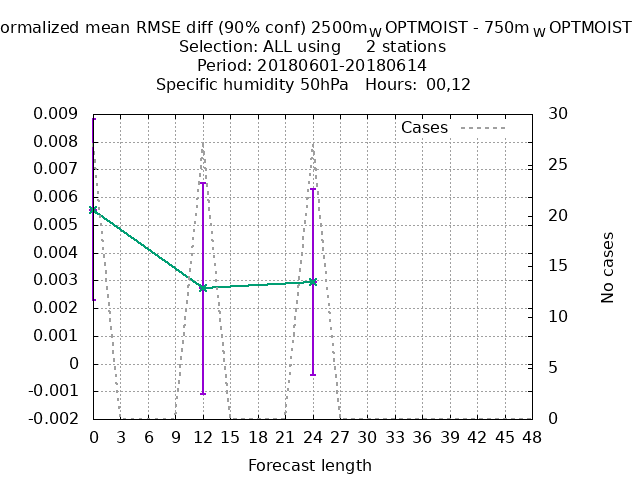 ormalized mean RMSE diff (90% conf) 2500m W OPTMOIST - 750m W OPTMOIST
Selection: ALL using 2 stations
Period: 20180601-20180614
Specific humidity 50hPa Hours: 00,12
Cases
0.009
0.008
0.007
0.006
0.005
0.004
0.003
0.002
0.001
0
-0.001
-0.002
30
25
20
15
10
5
0
No cases
0 3 6 9 12 15 18 21 24 27 30 33 36 39 42 45 48
Forecast length